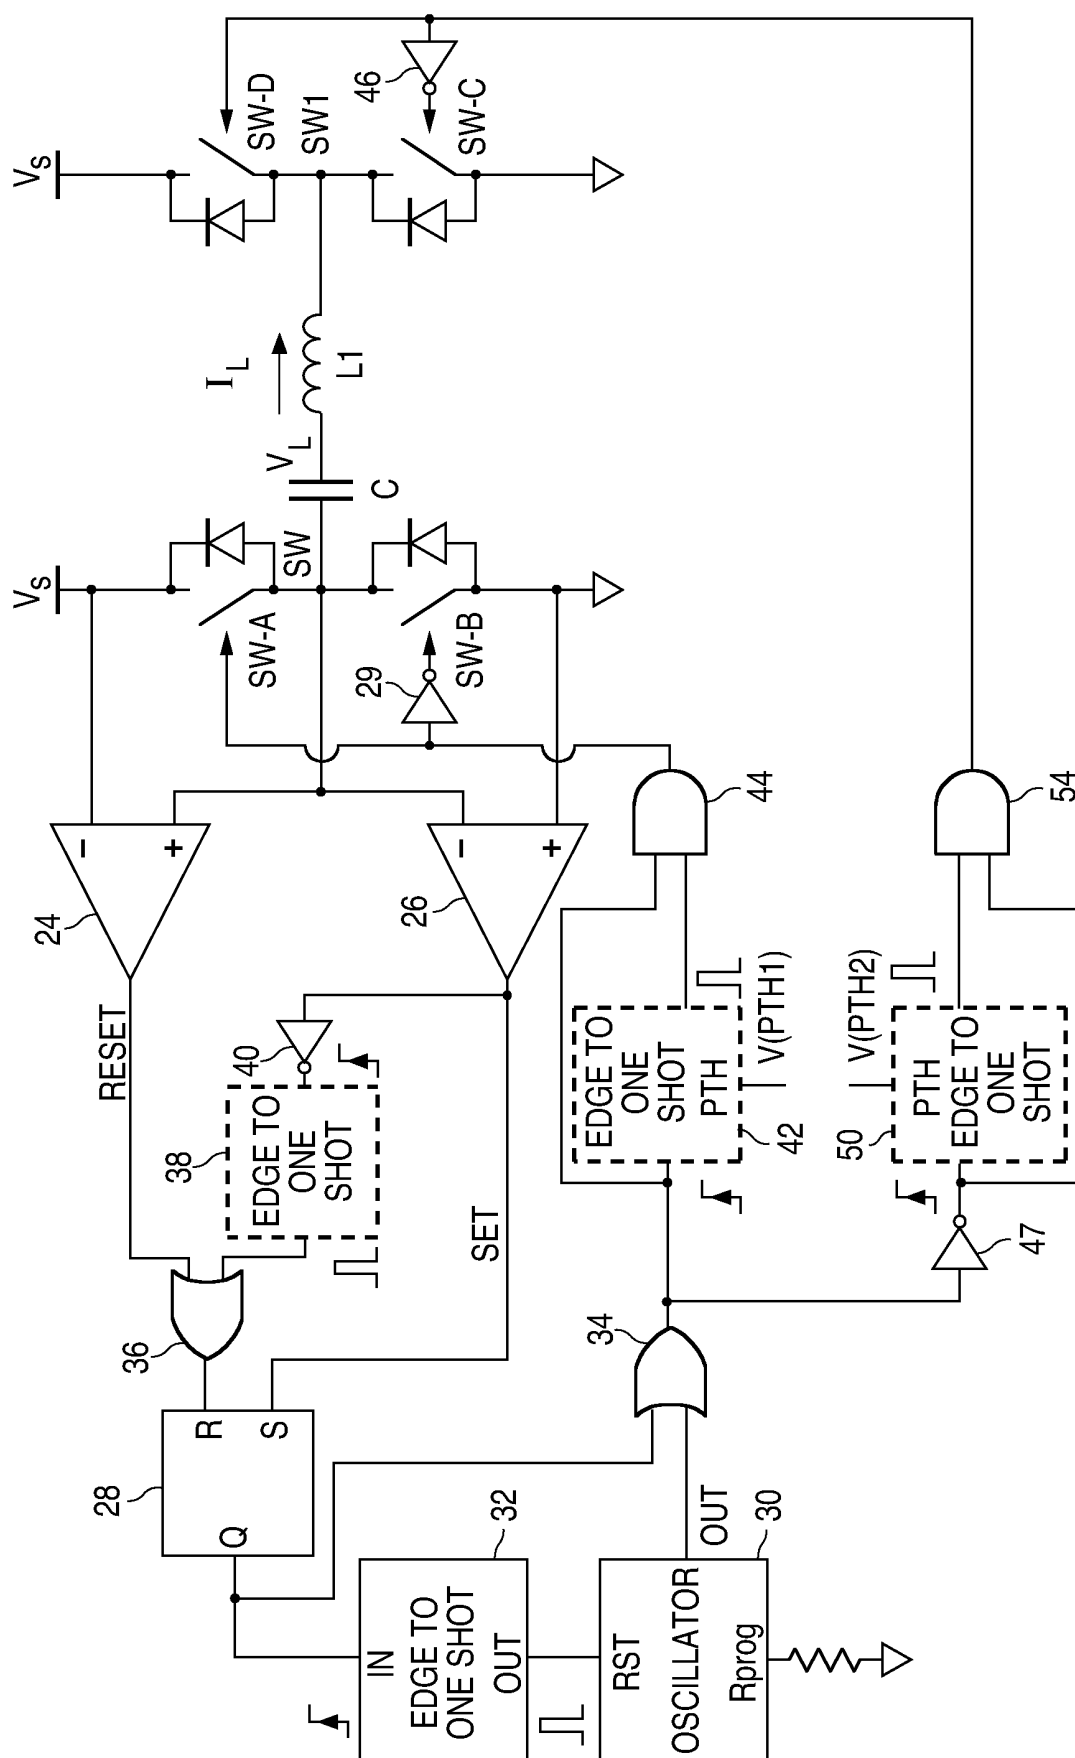 V_S
SW-D
46
SW1
SW-C
I_L
L1
V_L
C
V_S
SW
SW-A
29
SW-B
24
−
+
26
−
+
44
54
RESET
40
38
EDGE TO
ONE
SHOT
SET
EDGE TO
ONE
SHOT
PTH
V(PTH1)
42
V(PTH2)
50
PTH
EDGE TO
ONE
SHOT
47
36
34
28
R
S
Q
32
IN
EDGE TO
ONE SHOT
OUT
OUT
30
RST
OSCILLATOR
Rprog